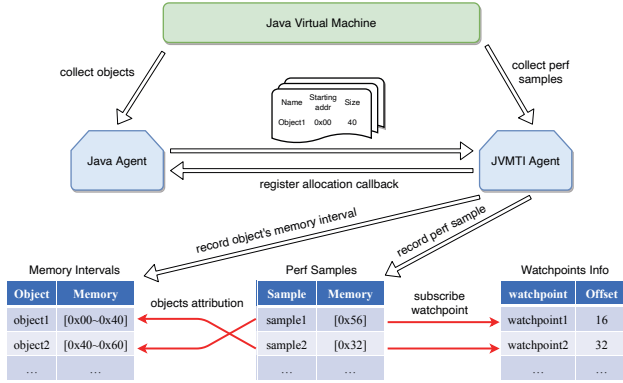 Java Virtual Machine
collect objects
collect perf
samples
Name Starting addr Size
Object1 0x00 40
Java Agent
JVMTI Agent
register allocation callback
record object's memory interval
record perf sample
Memory Intervals
Object Memory
object1 [0x00~0x40]
object2 [0x40~0x60]
... ...
objects attribution
Perf Samples
Sample Memory
sample1 [0x56]
sample2 [0x32]
... ...
subscribe
watchpoint
Watchpoints Info
watchpoint Offset
watchpoint1 16
watchpoint2 32
... ...